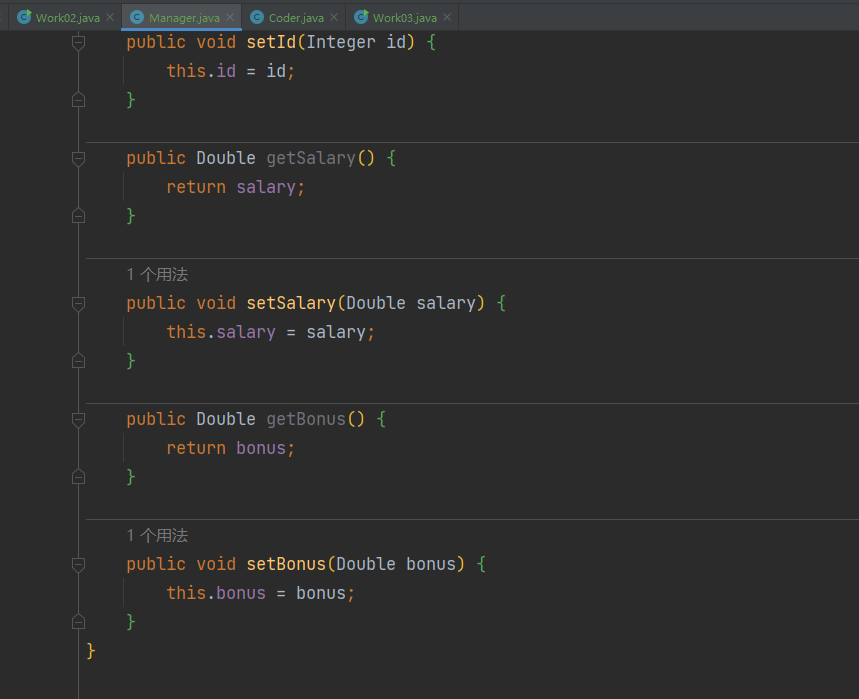 Work02.java Manager.java Coder.java Work03.java
public void setId(Integer id) {
this.id = id;
}
public Double getSalary() {
return salary;
}
1 个用法
public void setSalary(Double salary) {
this.salary = salary;
}
public Double getBonus() {
return bonus;
}
1 个用法
public void setBonus(Double bonus) {
this.bonus = bonus;
}
}